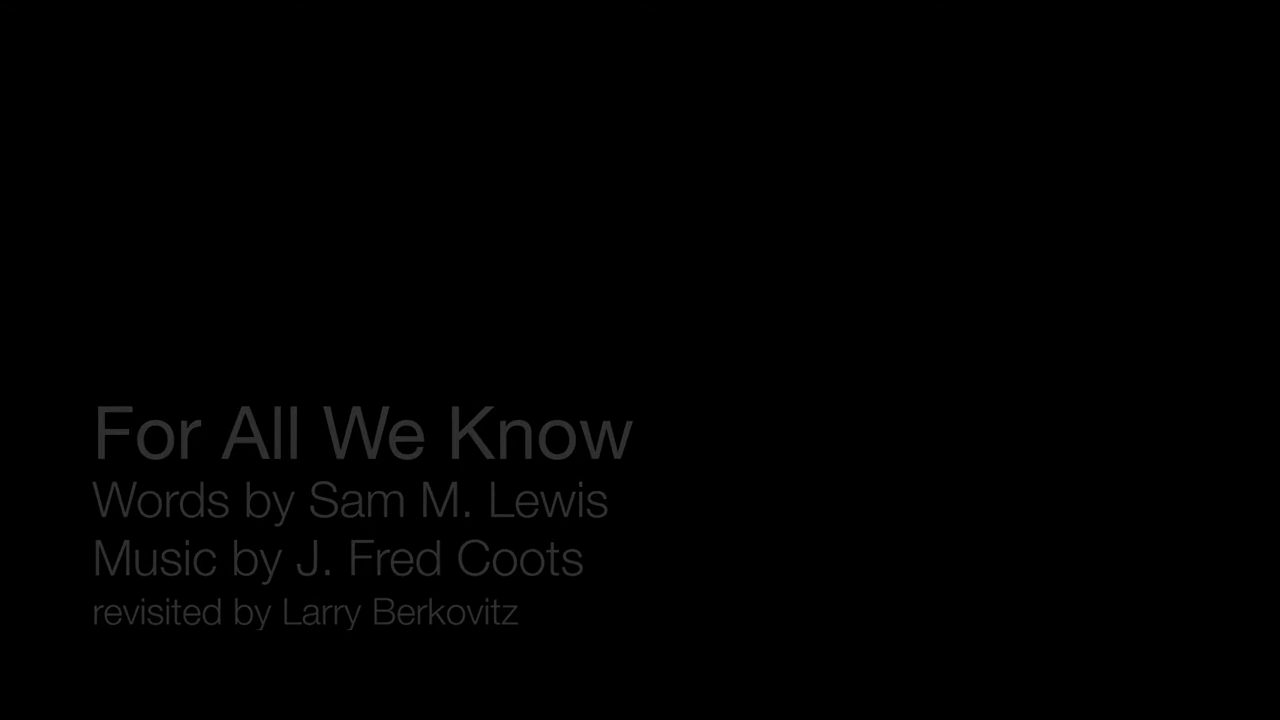 For All We Know
Words by Sam M. Lewis
Music by J. Fred Coots
revisited by Larry Berkovitz